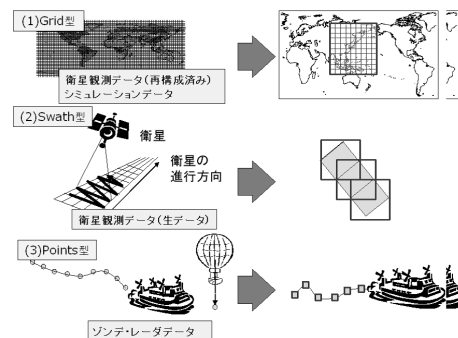 (1)Grid型
衛星観測データ(再構成済み)
シミュレーションデータ
(2)Swath型
衛星
衛星の
進行方向
衛星観測データ(生データ)
(3)Points型
ゾンデ・レーダデータ